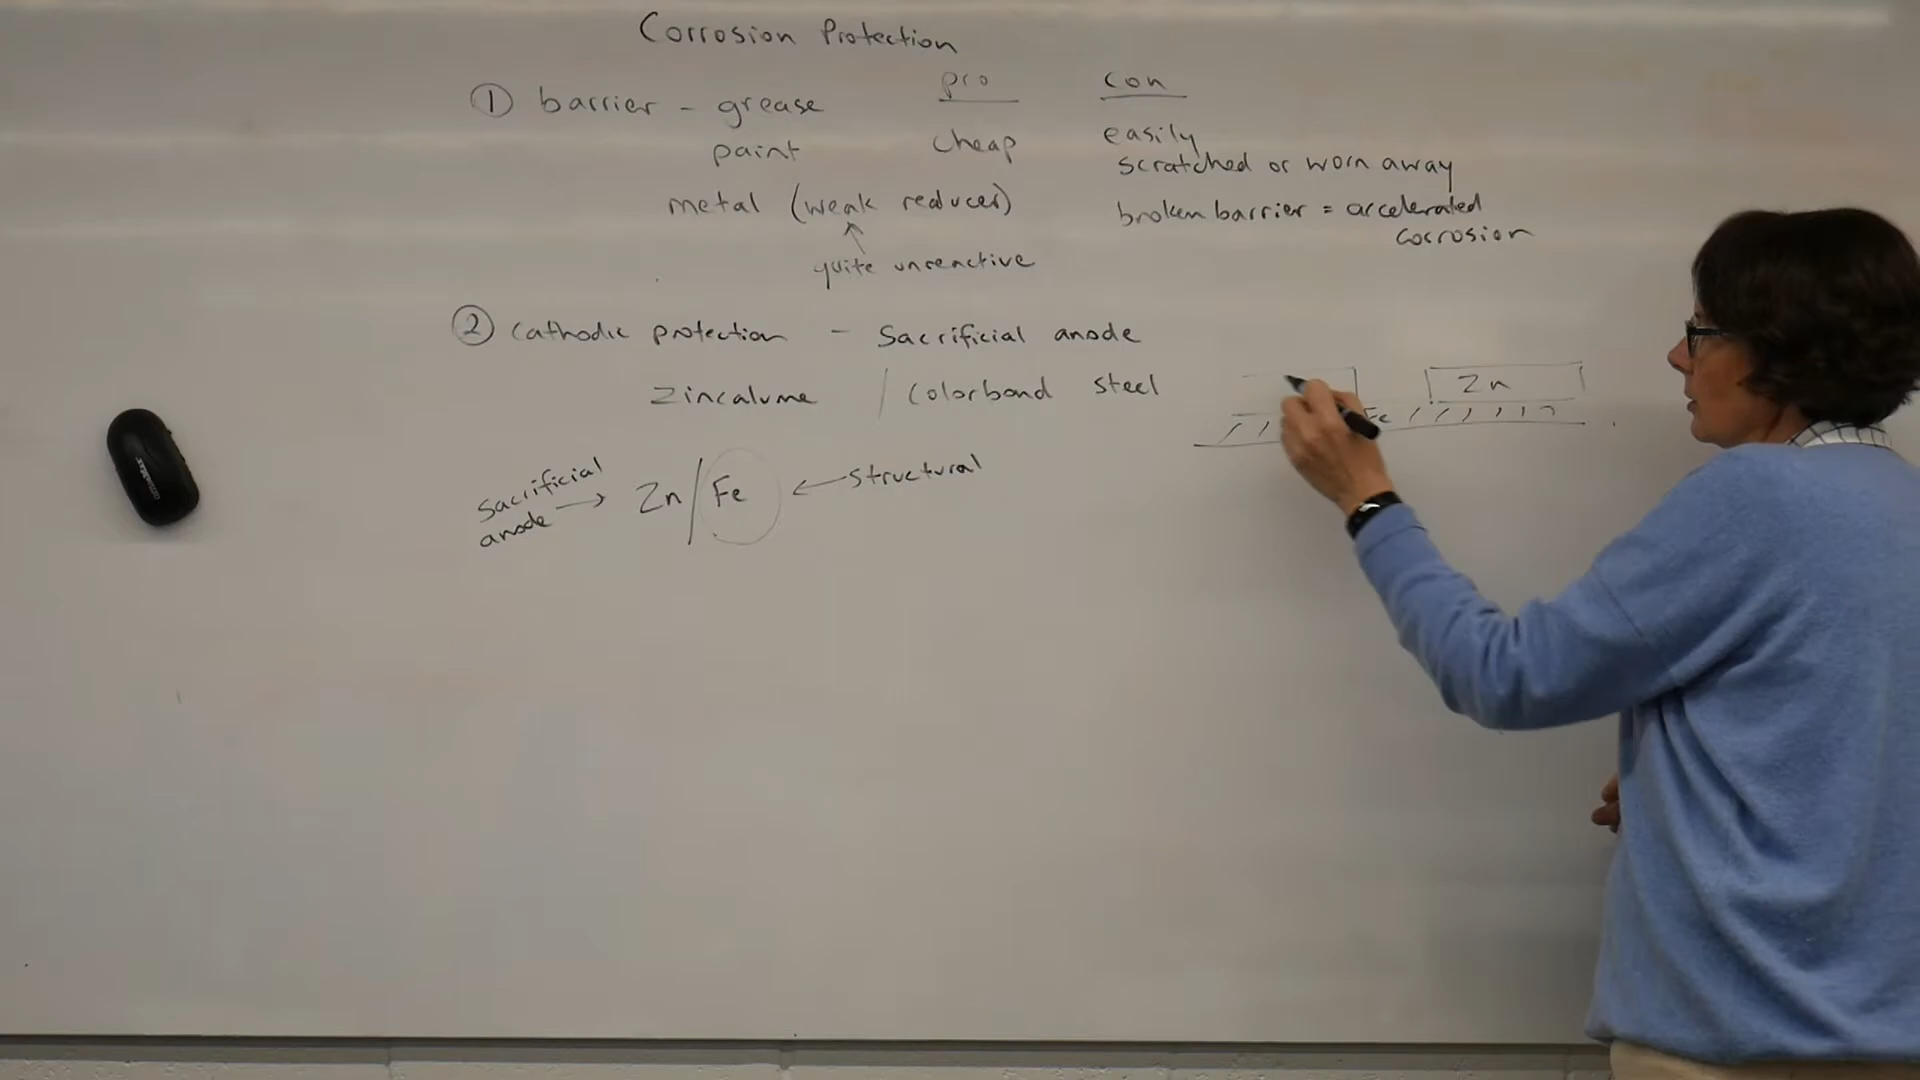 Corrosion Protection
pro con
① barrier - grease
paint cheap easily
scratched or worn away
metal (weak reducer)
broken barrier = accelerated
corrosion
quite unreactive
② Cathodic protection - Sacrificial anode
Zincalume / Colorbond steel
Zn
Fe
Sacrificial
anode → Zn/Fe ← structural